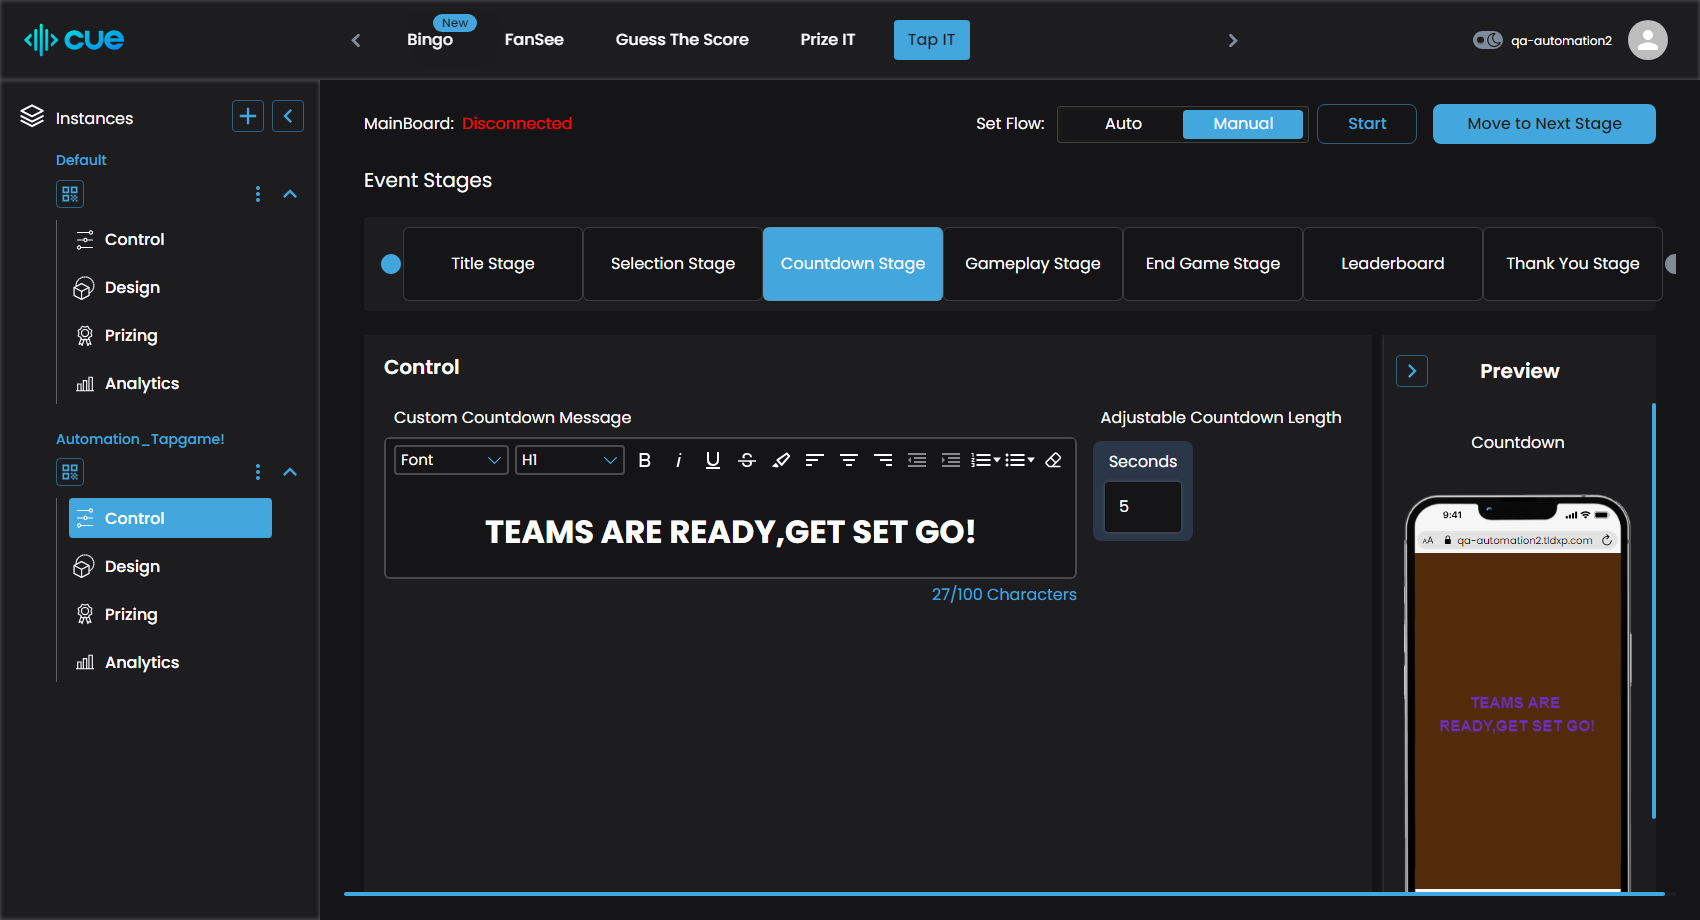 cue
New
Bingo
FanSee
Guess The Score
Prize IT
Tap IT
qa-automation2
Instances
Default
Control
Design
Prizing
Analytics
Automation_Tapgame!
Control
Design
Prizing
Analytics
MainBoard: Disconnected
Set Flow:
Auto
Manual
Start
Move to Next Stage
Event Stages
Title Stage
Selection Stage
Countdown Stage
Gameplay Stage
End Game Stage
Leaderboard
Thank You Stage
Control
Custom Countdown Message
Font
H1
B
i
U
S
TEAMS ARE READY,GET SET GO!
27/100 Characters
Adjustable Countdown Length
Seconds
5
Preview
Countdown
9:41
AA
qa-automation2.tldxp.com
TEAMS ARE
READY,GET SET GO!